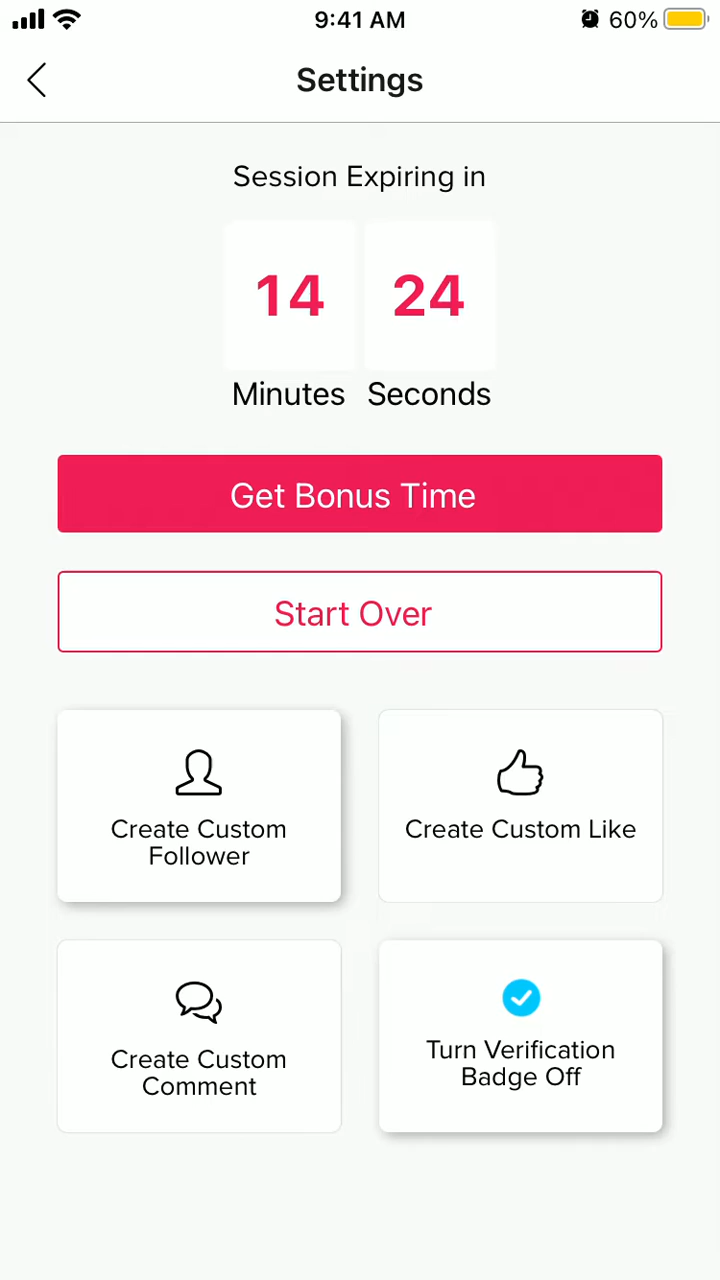 9:41 AM
60%
Settings
Session Expiring in
14 24
Minutes Seconds
Get Bonus Time
Start Over
Create Custom
Follower
Create Custom Like
Create Custom
Comment
Turn Verification
Badge Off